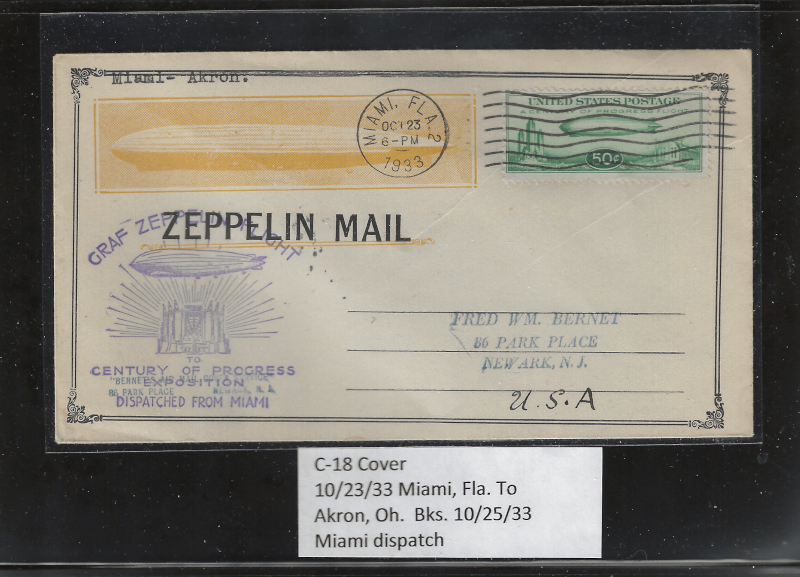 Miami- Akron.
MIAMI, FLA. 2
OCT 23
6-PM
1933
UNITED STATES POSTAGE
A CENTURY OF PROGRESS FLIGHT
50¢
ZEPPELIN MAIL
GRAF ZEPPELIN FLIGHT
FRED WM. BERNET
86 PARK PLACE
NEWARK, N. J.
U.S.A
TO
CENTURY OF PROGRESS
EXPOSITION
86 PARK PLACE NEWARK, N. J.
DISPATCHED FROM MIAMI
C-18 Cover
10/23/33 Miami, Fla. To
Akron, Oh. Bks. 10/25/33
Miami dispatch